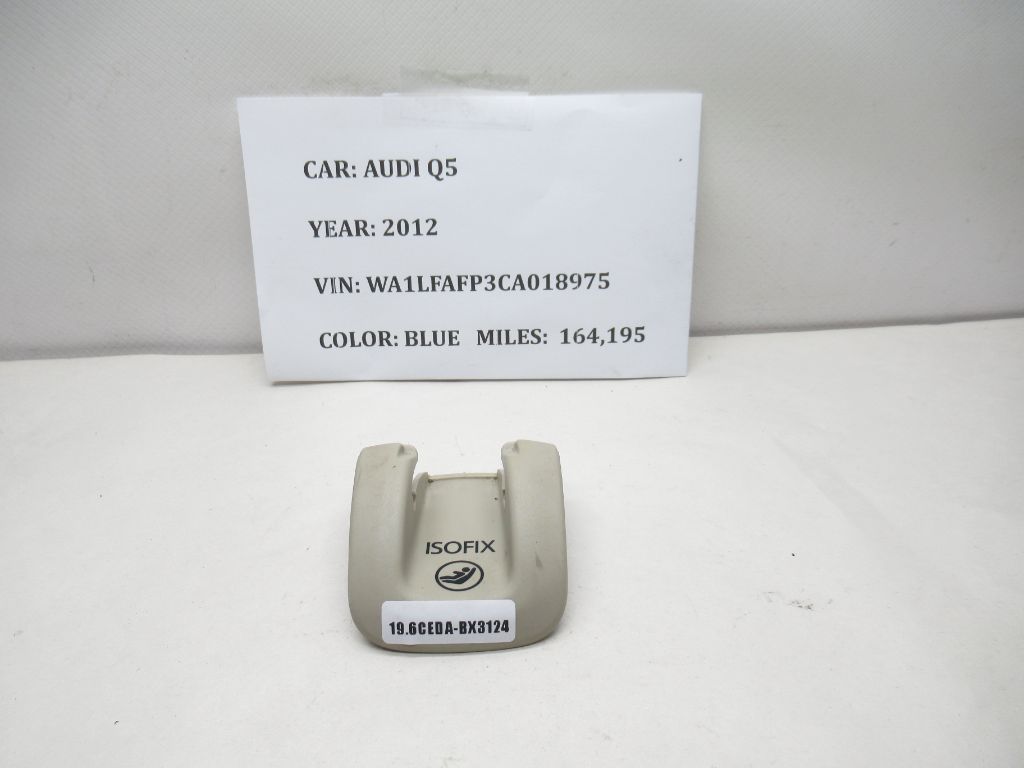 CAR: AUDI Q5
YEAR: 2012
VIN: WA1LFAFP3CA018975
COLOR: BLUE MILES: 164,195
ISOFIX
19.6CEDA-BX3124